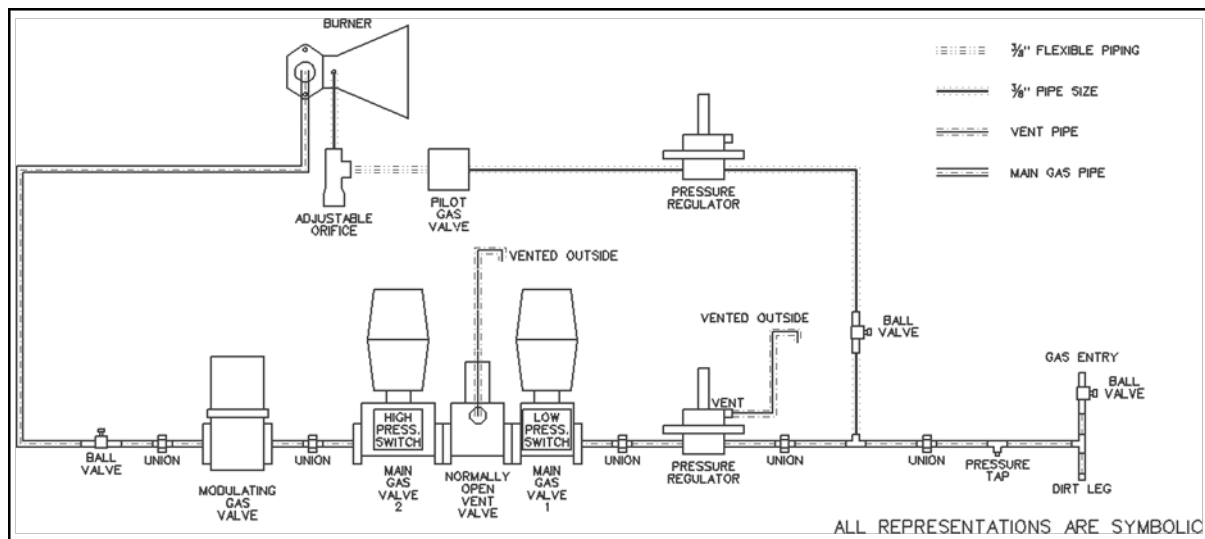 BURNER
⅜" FLEXIBLE PIPING
⅜" PIPE SIZE
VENT PIPE
MAIN GAS PIPE
ADJUSTABLE
ORIFICE
PILOT
GAS
VALVE
PRESSURE
REGULATOR
VENTED OUTSIDE
VENTED OUTSIDE
BALL
VALVE
GAS ENTRY
BALL
VALVE
VENT
HIGH
PRESS.
SWITCH
LOW
PRESS.
SWITCH
BALL
VALVE
UNION
MODULATING
GAS
VALVE
UNION
MAIN
GAS
VALVE
2
NORMALLY
OPEN
VENT
VALVE
MAIN
GAS
VALVE
1
UNION
PRESSURE
REGULATOR
UNION
UNION
PRESSURE
TAP
DIRT LEG
ALL REPRESENTATIONS ARE SYMBOLIC